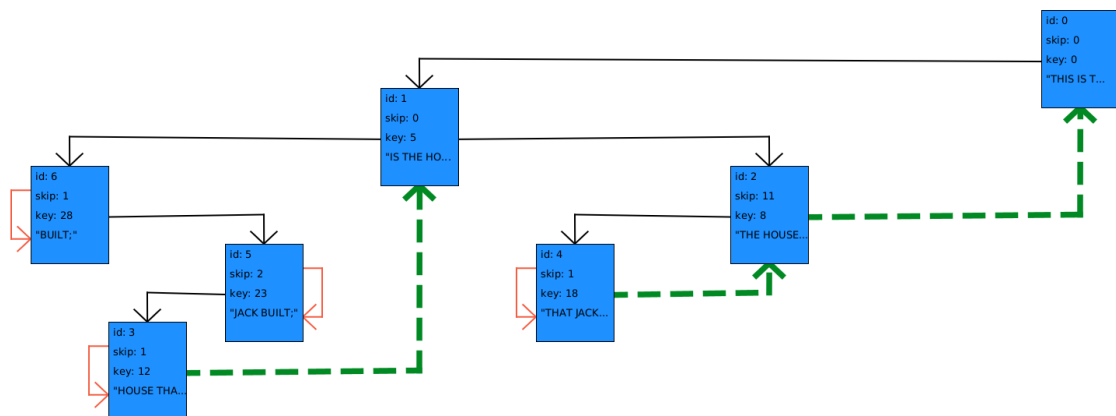 id: 0
skip: 0
key: 0
"THIS IS T...
id: 1
skip: 0
key: 5
"IS THE HO...
id: 6
skip: 1
key: 28
"BUILT;"
id: 2
skip: 11
key: 8
"THE HOUSE...
id: 5
skip: 2
key: 23
"JACK BUILT;"
id: 4
skip: 1
key: 18
"THAT JACK...
id: 3
skip: 1
key: 12
"HOUSE THA...